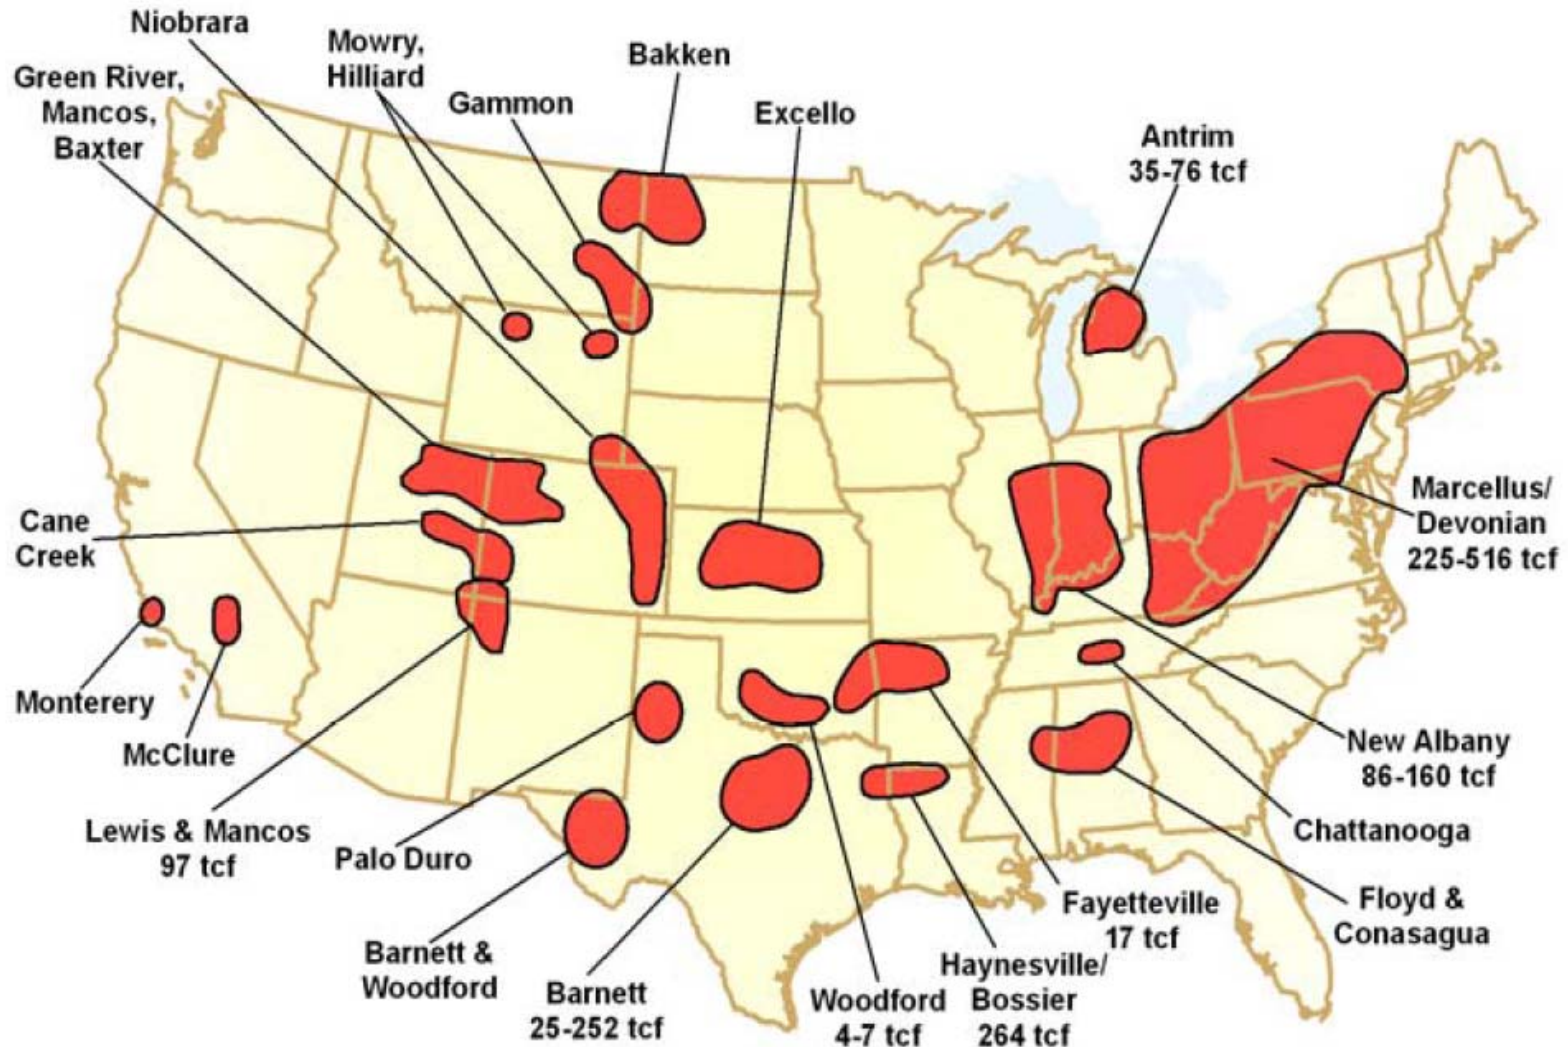 Niobrara
Mowry,
Hilliard
Bakken
Green River,
Mancos,
Baxter
Gammon
Excello
Antrim
35-76 tcf
Cane
Creek
Marcellus/
Devonian
225-516 tcf
Monterery
McClure
New Albany
86-160 tcf
Lewis & Mancos
97 tcf
Palo Duro
Chattanooga
Barnett &
Woodford
Barnett
25-252 tcf
Woodford
4-7 tcf
Haynesville/
Bossier
264 tcf
Fayetteville
17 tcf
Floyd &
Conasagua